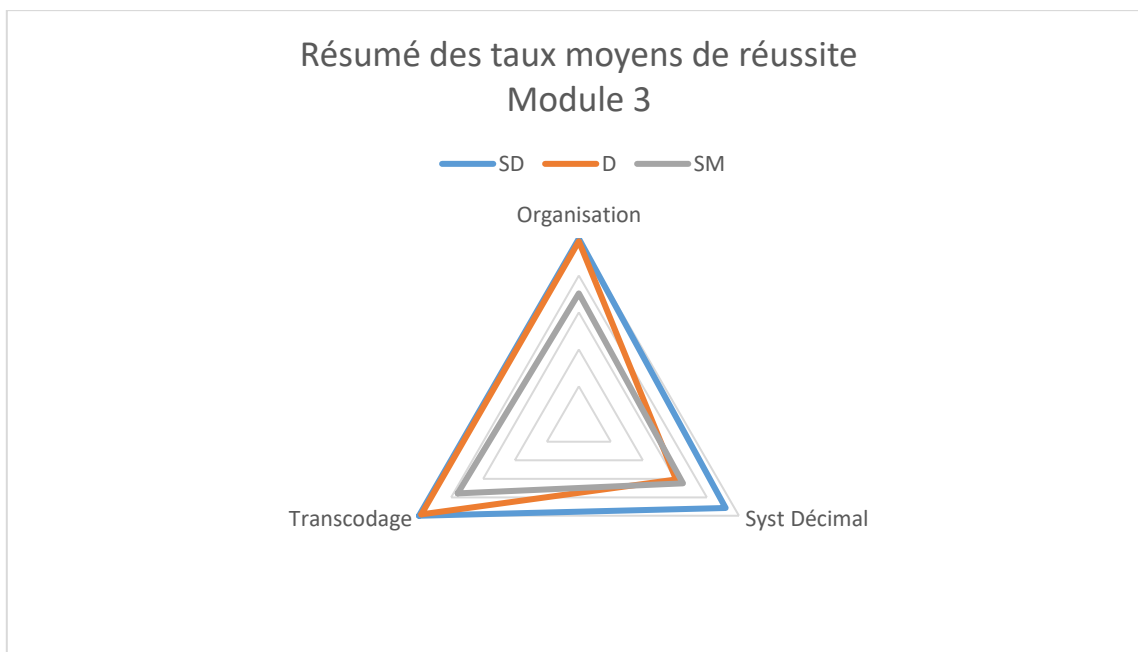 Résumé des taux moyens de réussite
Module 3
SD D SM
Organisation
Transcodage
Syst Décimal